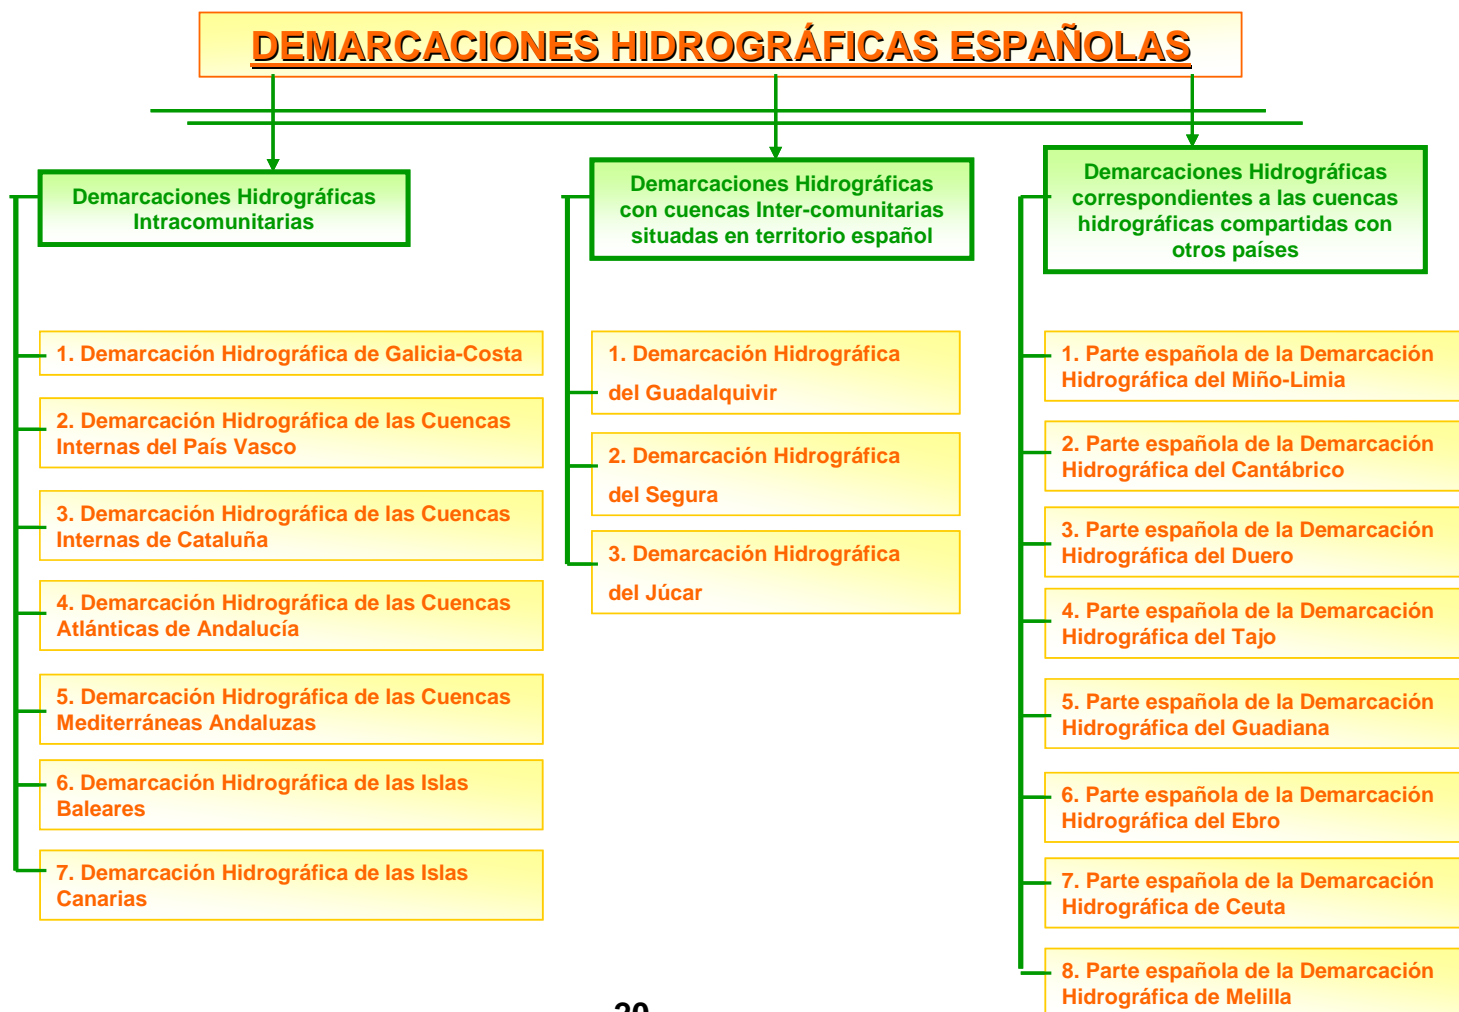 DEMARCACIONES HIDROGRÁFICAS ESPAÑOLAS
Demarcaciones Hidrográficas
Intracomunitarias
1. Demarcación Hidrográfica de Galicia-Costa
2. Demarcación Hidrográfica de las Cuencas
Internas del País Vasco
3. Demarcación Hidrográfica de las Cuencas
Internas de Cataluña
4. Demarcación Hidrográfica de las Cuencas
Atlánticas de Andalucía
5. Demarcación Hidrográfica de las Cuencas
Mediterráneas Andaluzas
6. Demarcación Hidrográfica de las Islas
Baleares
7. Demarcación Hidrográfica de las Islas
Canarias
Demarcaciones Hidrográficas
con cuencas Inter-comunitarias
situadas en territorio español
1. Demarcación Hidrográfica
del Guadalquivir
2. Demarcación Hidrográfica
del Segura
3. Demarcación Hidrográfica
del Júcar
Demarcaciones Hidrográficas
correspondientes a las cuencas
hidrográficas compartidas con
otros países
1. Parte española de la Demarcación
Hidrográfica del Miño-Limia
2. Parte española de la Demarcación
Hidrográfica del Cantábrico
3. Parte española de la Demarcación
Hidrográfica del Duero
4. Parte española de la Demarcación
Hidrográfica del Tajo
5. Parte española de la Demarcación
Hidrográfica del Guadiana
6. Parte española de la Demarcación
Hidrográfica del Ebro
7. Parte española de la Demarcación
Hidrográfica de Ceuta
8. Parte española de la Demarcación
Hidrográfica de Melilla